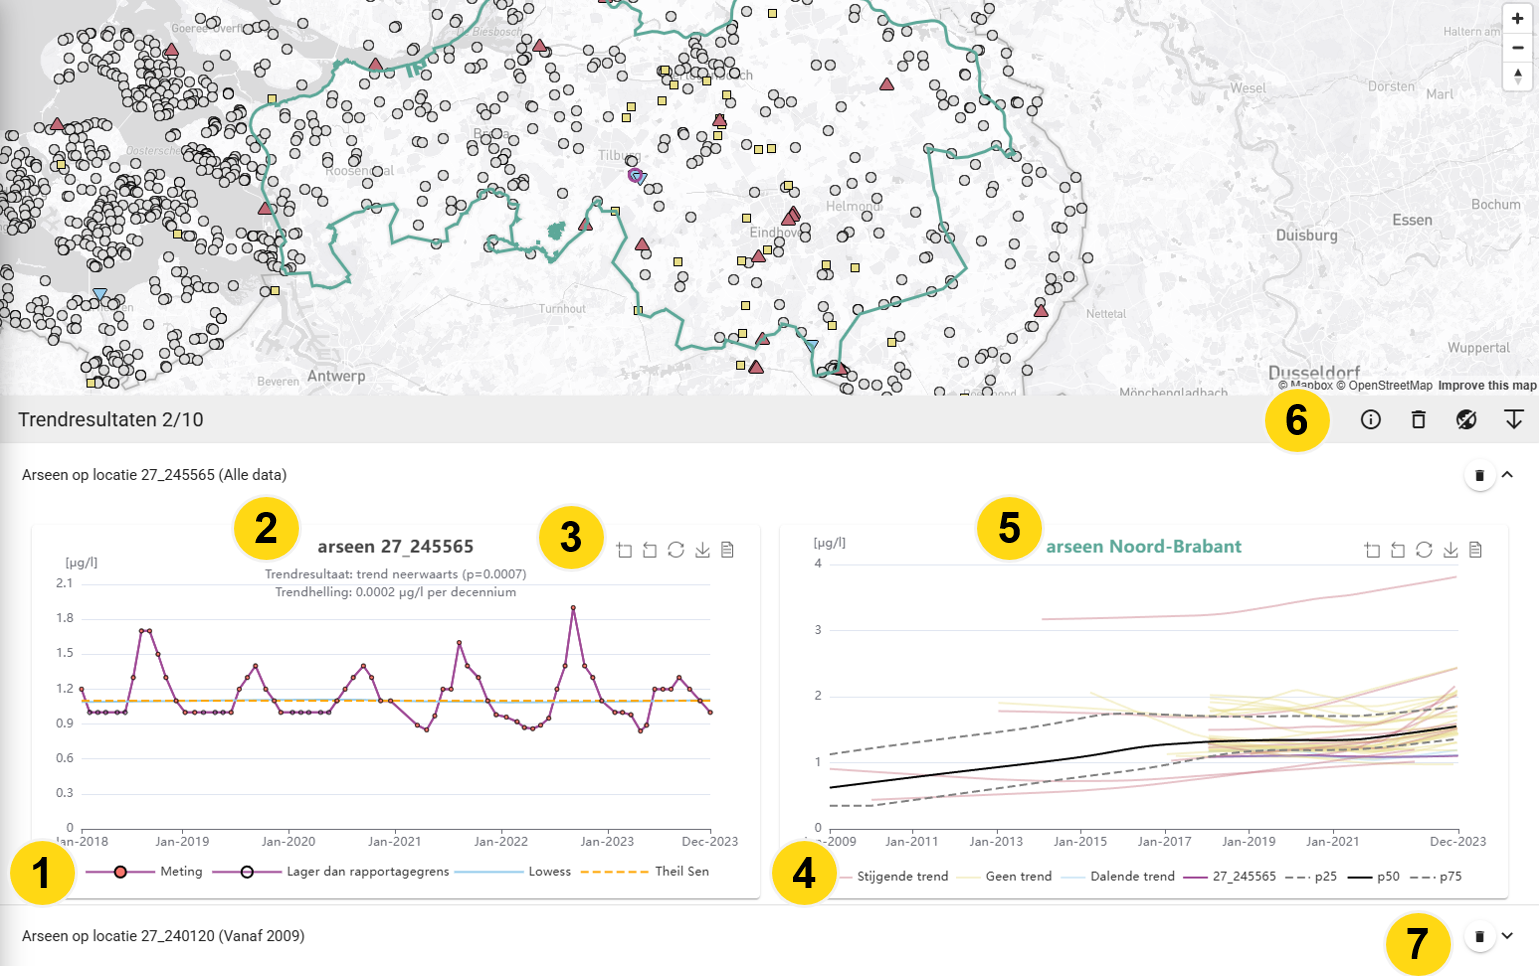 Goeree-Overfl
De Biesbosch
Haltern am
ogenbosch
Wesel
Dorsten
Marl
Breda
Oostersche
Tilburg
Roosendaal
Helmond
Bochum
Essen
Eindhove
Duisburg
Turnhout
Nettetal
Wuppertal
Antwerp
Beveren
Dusseldorf
Mönchengladbach
© Mapbox © OpenStreetMap Improve this map
Trendresultaten 2/10
6
Arseen op locatie 27_245565 (Alle data)
2
3
5
arseen 27_245565
arseen Noord-Brabant
[µg/l]
[µg/l]
Trendresultaat: trend neerwaarts (p=0.0007)
Trendhelling: 0.0002 µg/l per decennium
2.1
1.8
1.5
1.2
0.9
0.6
0.3
0
Jan-2018
Jan-2019
Jan-2020
Jan-2021
Jan-2022
Jan-2023
Dec-2023
1
Meting
Lager dan rapportagegrens
Lowess
Theil Sen
4
3
2
1
0
n-2009
Jan-2011
Jan-2013
Jan-2015
Jan-2017
Jan-2019
Jan-2021
Dec-2023
4
Stijgende trend
Geen trend
Dalende trend
27_245565
p25
p50
p75
Arseen op locatie 27_240120 (Vanaf 2009)
7